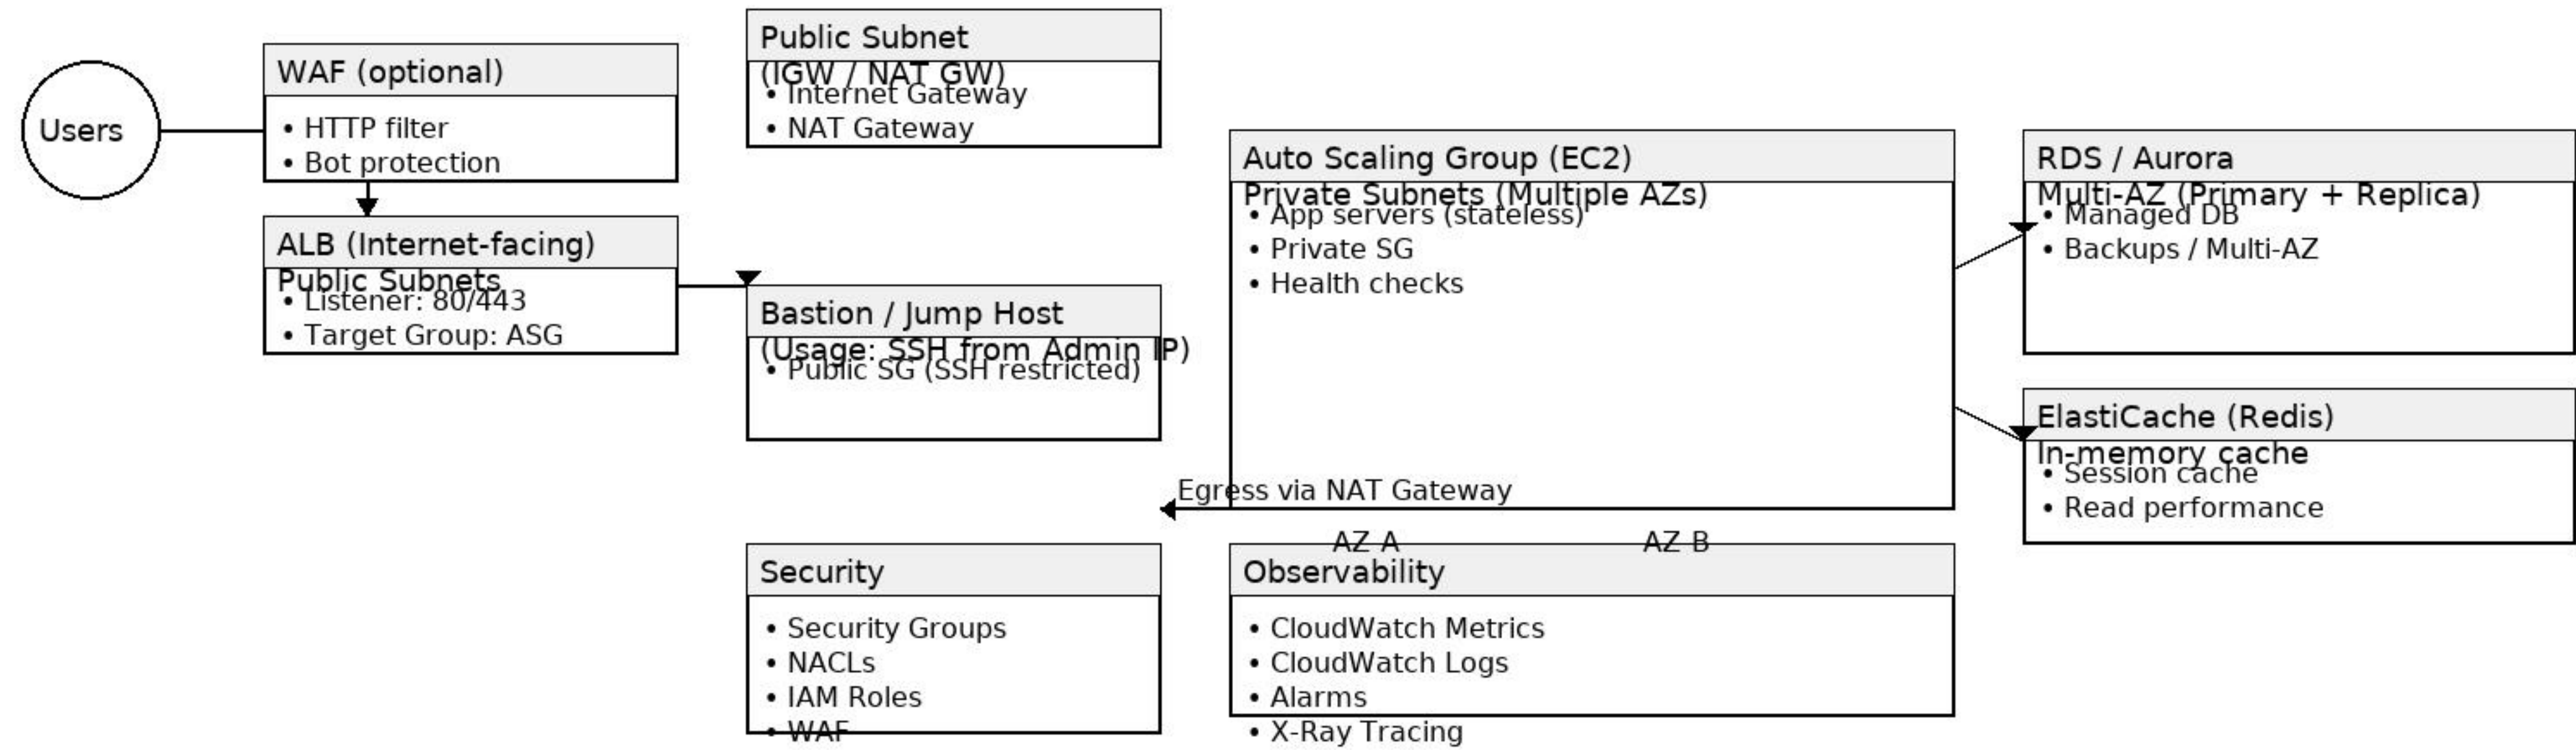 Users
WAF (optional)
• HTTP filter
• Bot protection
ALB (Internet-facing)
Public Subnets
• Listener: 80/443
• Target Group: ASG
Public Subnet
(IGW / NAT GW)
• Internet Gateway
• NAT Gateway
Bastion / Jump Host
(Usage: SSH from Admin IP)
• Public SG (SSH restricted)
Auto Scaling Group (EC2)
Private Subnets (Multiple AZs)
• App servers (stateless)
• Private SG
• Health checks
Egress via NAT Gateway
AZ-A
AZ-B
RDS / Aurora
Multi-AZ (Primary + Replica)
• Managed DB
• Backups / Multi-AZ
ElastiCache (Redis)
In-memory cache
• Session cache
• Read performance
Security
• Security Groups
• NACLs
• IAM Roles
• WAF
Observability
• CloudWatch Metrics
• CloudWatch Logs
• Alarms
• X-Ray Tracing